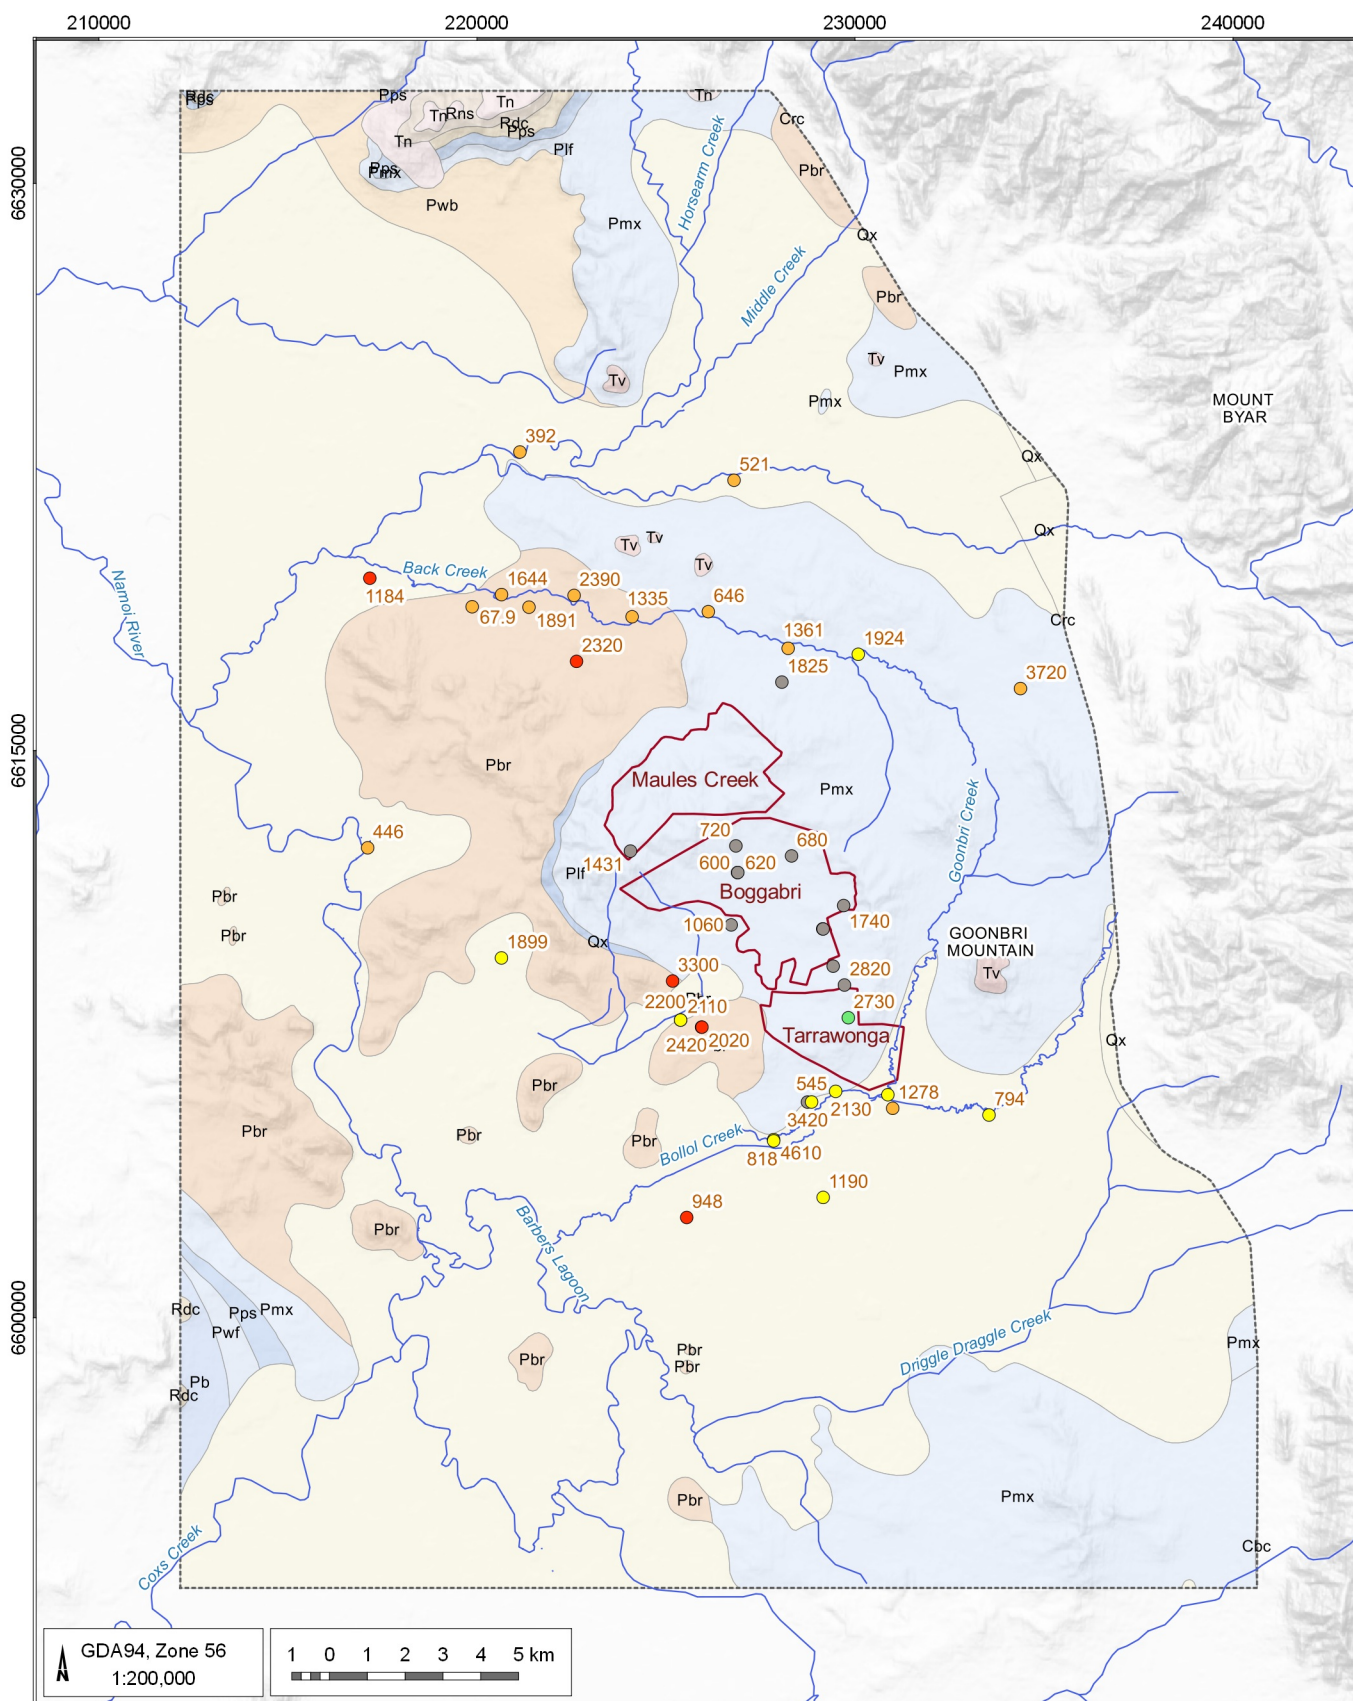 210000
220000
230000
240000
Rdc
Pps
Pps
Tn
Tn
Tn
Rns
Rdc
Pps
Crc
Tn
Plf
Pps
Pmx
Pbr
6630000
Pwb
Pmx
Horsearm Creek
Qx
Middle Creek
Pbr
Tv
Pmx
Tv
Pmx
MOUNT
BYAR
392
Qx
521
Qx
Tv
Tv
Tv
Back Creek
1644
2390
1184
67.9
1891
1335
646
Namoi River
Crc
1361
1924
2320
1825
3720
6615000
Pbr
Maules Creek
Pmx
Goonbri Creek
446
720
680
1431
600
620
Plf
Boggabri
Pbr
1060
1740
Pbr
Qx
1899
GOONBRI
MOUNTAIN
3300
2820
Tv
2200
Pbr
2110
2730
2420
2020
Tarrawonga
Qx
Pbr
545
1278
794
2130
3420
Pbr
Pbr
Pbr
Bollol Creek
818
4610
1190
948
Pbr
Barbers Lagoon
Rdc
Pps
Pmx
Pwf
6600000
Pbr
Pbr
Pbr
Driggle Draggle Creek
Pmx
Pb
Rdc
Pbr
Pmx
Cbc
Coxs Creek
N
GDA94, Zone 56
1:200,000
1 0 1 2 3 4 5 km